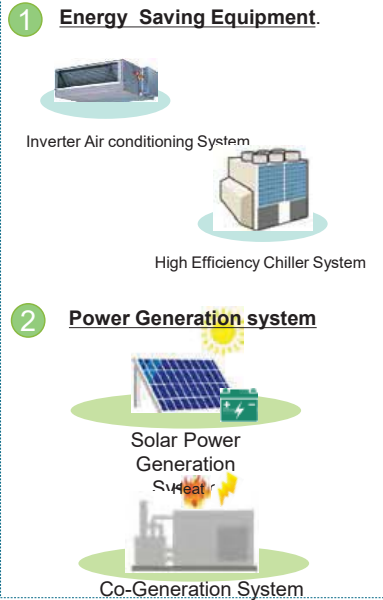 1 Energy Saving Equipment.
Inverter Air conditioning System
High Efficiency Chiller System
2 Power Generation system
Solar Power
Generation
Heat
Co-Generation System